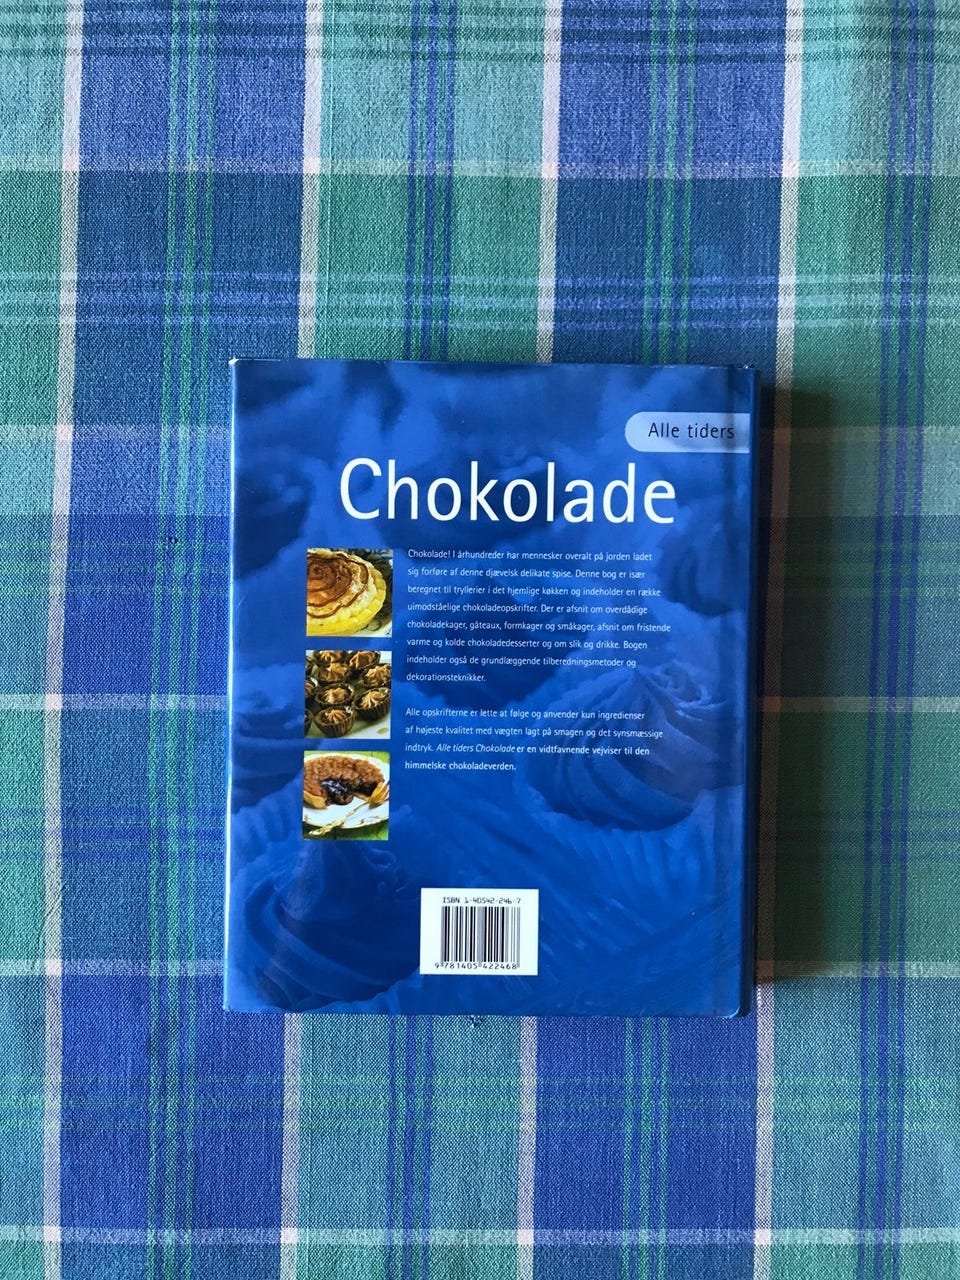 Alle tiders
Chokolade
Chokolade! I århundreder har mennesker overalt på jorden ladet
sig forføre af denne djævelsk delikate spise. Denne bog er især
beregnet til tryllerier i det hjemlige køkken og indeholder en række
uimodståelige chokoladeopskrifter. Der er afsnit om overdådige
chokoladekager, gâteaux, formkager og småkager, afsnit om fristende
varme og kolde chokoladedesserter og om slik og drikke. Bogen
indeholder også de grundlæggende tilberedningsmetoder og
dekorationsteknikker.
Alle opskrifterne er lette at følge og anvender kun ingredienser
af højeste kvalitet med vægten lagt på smagen og det synsmæssige
indtryk. Alle tiders Chokolade er en vidtfavnende vejviser til den
himmelske chokoladeverden.
ISBN 1-40542-246-7
9 781405 422468